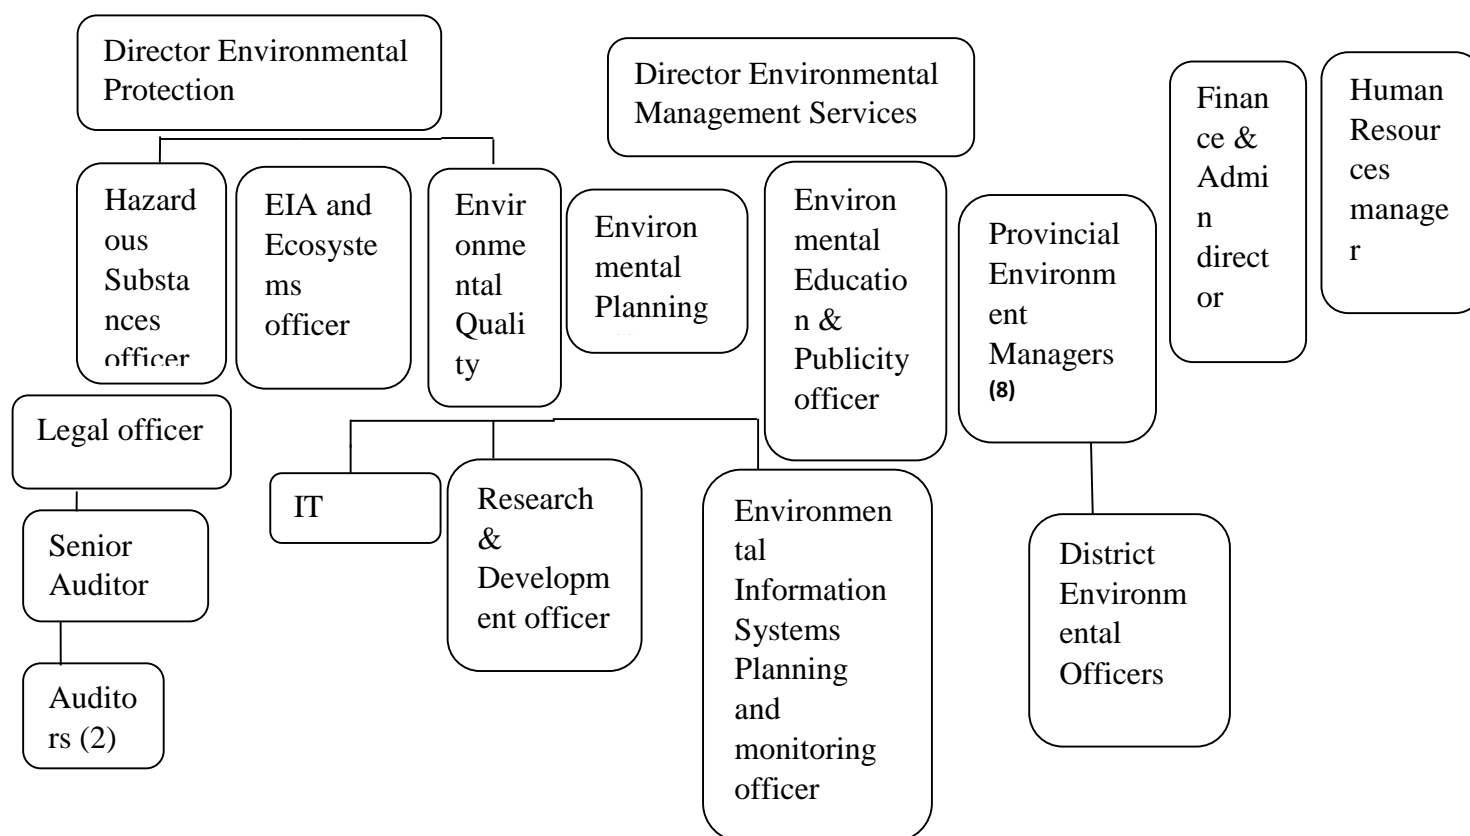 Director Environmental
Protection
Director Environmental
Management Services
Finan
ce &
Admi
n
direct
or
Human
Resour
ces
manage
r
Hazard
ous
Substa
nces
officer
EIA and
Ecosyste
ms
officer
Envir
onme
ntal
Quali
ty
Environ
mental
Planning
Environ
mental
Educatio
n &
Publicity
officer
Provincial
Environm
ent
Managers
(8)
Legal officer
IT
Research
&
Developm
ent officer
Environmen
tal
Information
Systems
Planning
and
monitoring
officer
District
Environm
ental
Officers
Senior
Auditor
Audito
rs (2)